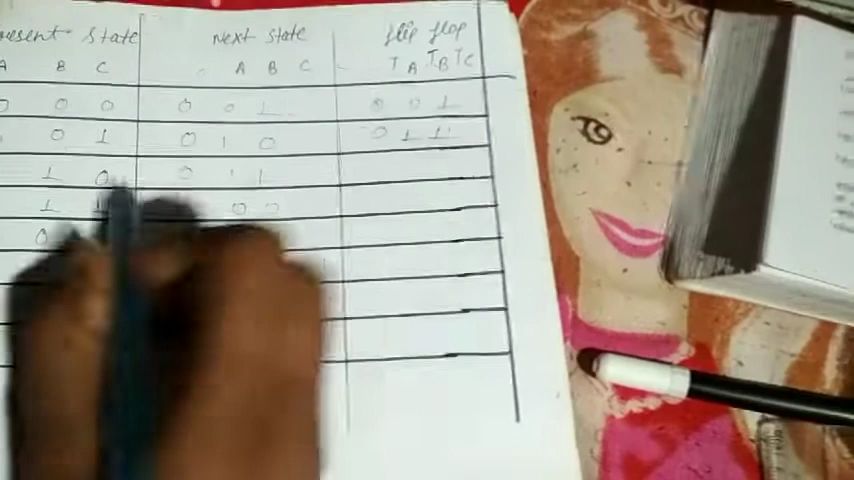 Present State Next State flip flop
A B C A B C TA TB TC
0 0 0 0 0 1 0 0 1
0 1 0 1 0 0 1 1
1 0 0 1 1
1 1 0 0
0